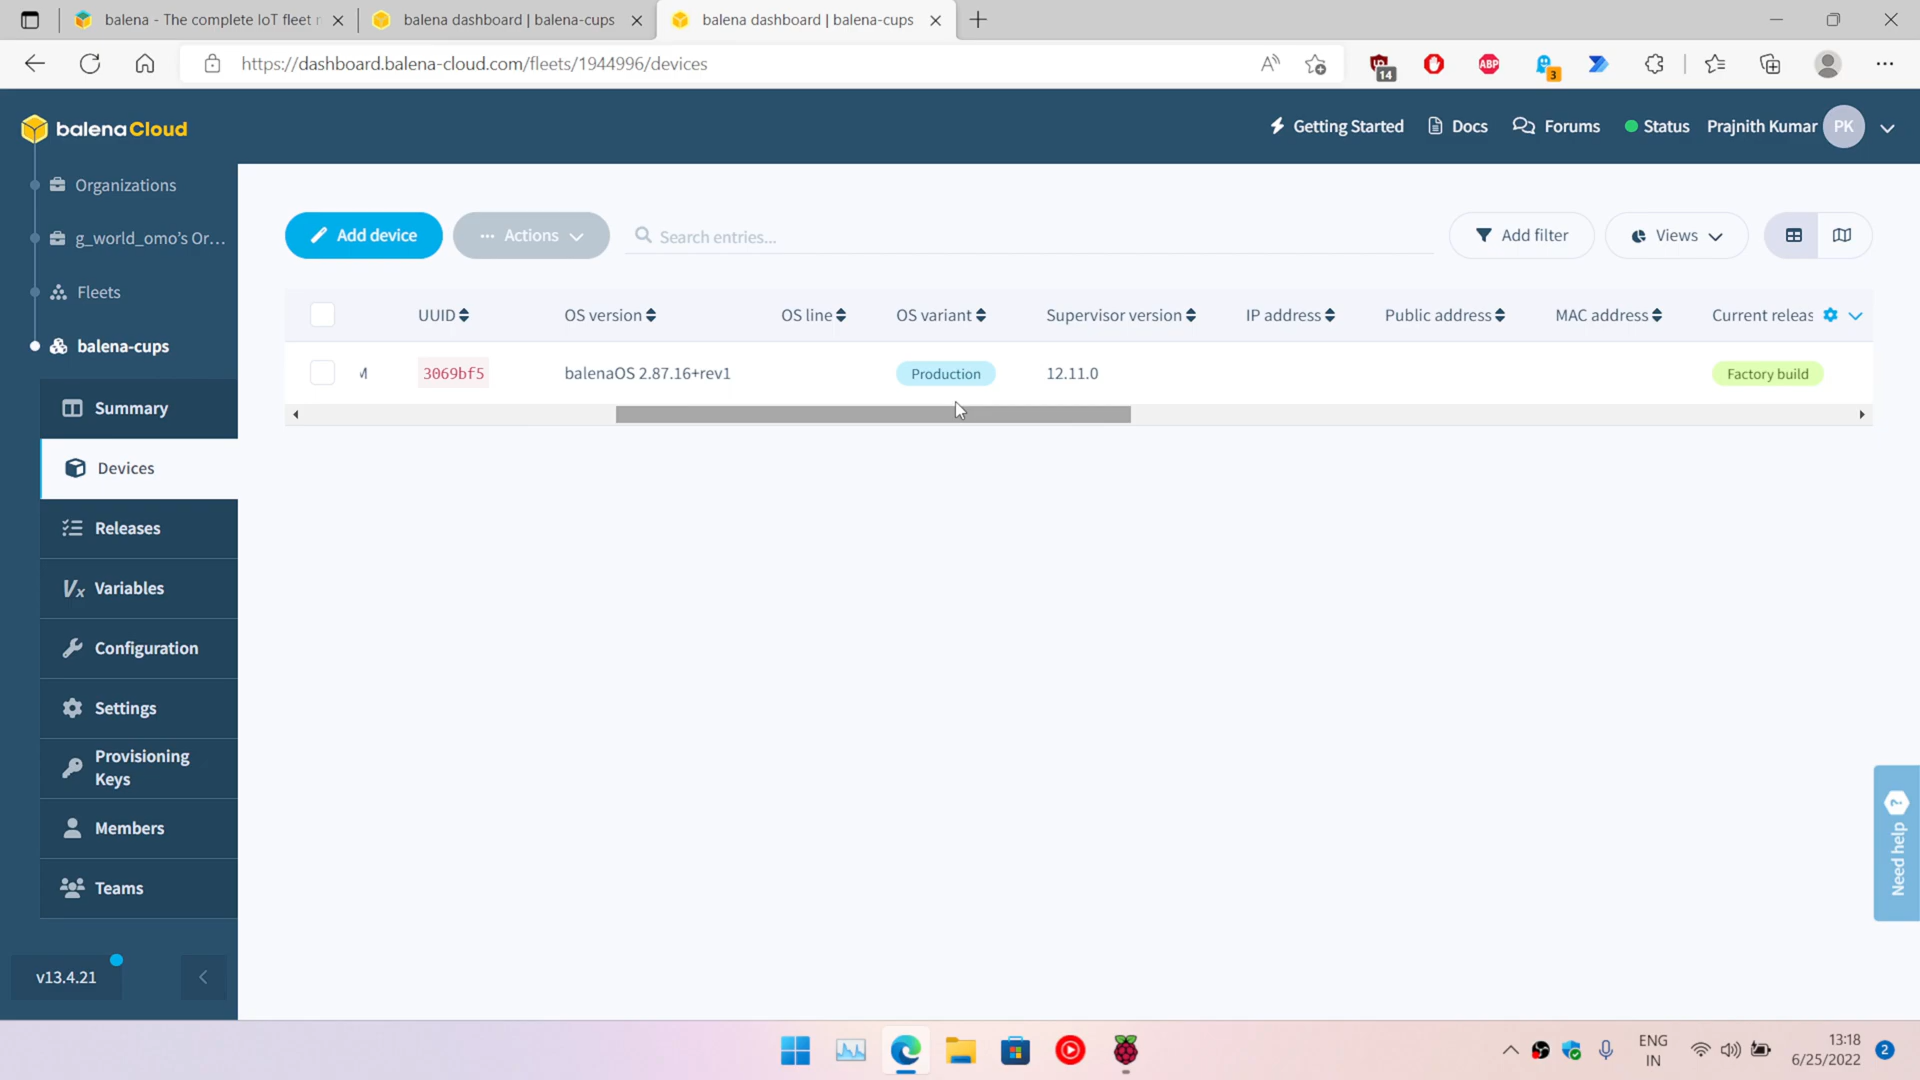 balena - The complete IoT fleet
balena dashboard | balena-cups
balena dashboard | balena-cups
https://dashboard.balena-cloud.com/fleets/1944996/devices
14
ABP
3
balenaCloud
Getting Started
Docs
Forums
Status
Prajnith Kumar
PK
Organizations
g_world_omo's Or...
Fleets
balena-cups
Summary
Devices
Releases
Vx Variables
Configuration
Settings
Provisioning
Keys
Members
Teams
v13.4.21
Add device
Actions
Search entries...
Add filter
Views
UUID
OS version
OS line
OS variant
Supervisor version
IP address
Public address
MAC address
Current releas
3069bf5
balenaOS 2.87.16+rev1
Production
12.11.0
Factory build
Need help
?
ENG
IN
13:18
6/25/2022
2